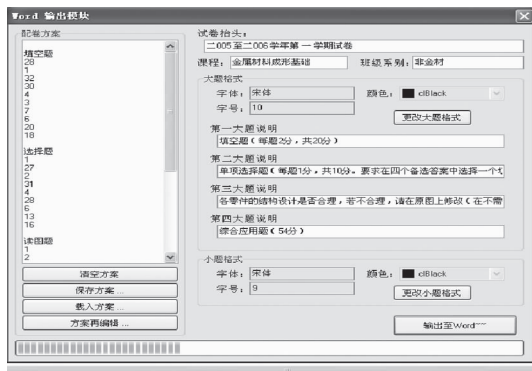 Word 输出模块
配卷方案
填空题
28
1
32
30
4
3
7
6
20
18
选择题
1
27
2
31
4
28
6
13
16
读图题
1
2
清空方案
保存方案 ...
载入方案 ...
方案再编辑 ...
试卷抬头:
二005至二006学年第 一 学期试卷
课程: 金属材料成形基础 班级系别: 非金材
大题格式
字体: 宋体 颜色: clBlack
字号: 10 更改大题格式
第一大题说明
填空题(每题2分,共20分)
第二大题说明
单项选择题(每题1分,共10分。要求在四个备选答案中选择一个
第三大题说明
各零件的结构设计是否合理,若不合理,请在原图上修改(在不需
第四大题说明
综合应用题(54分)
小题格式
字体: 宋体 颜色: clBlack
字号: 9 更改小题格式
输出至Word~~